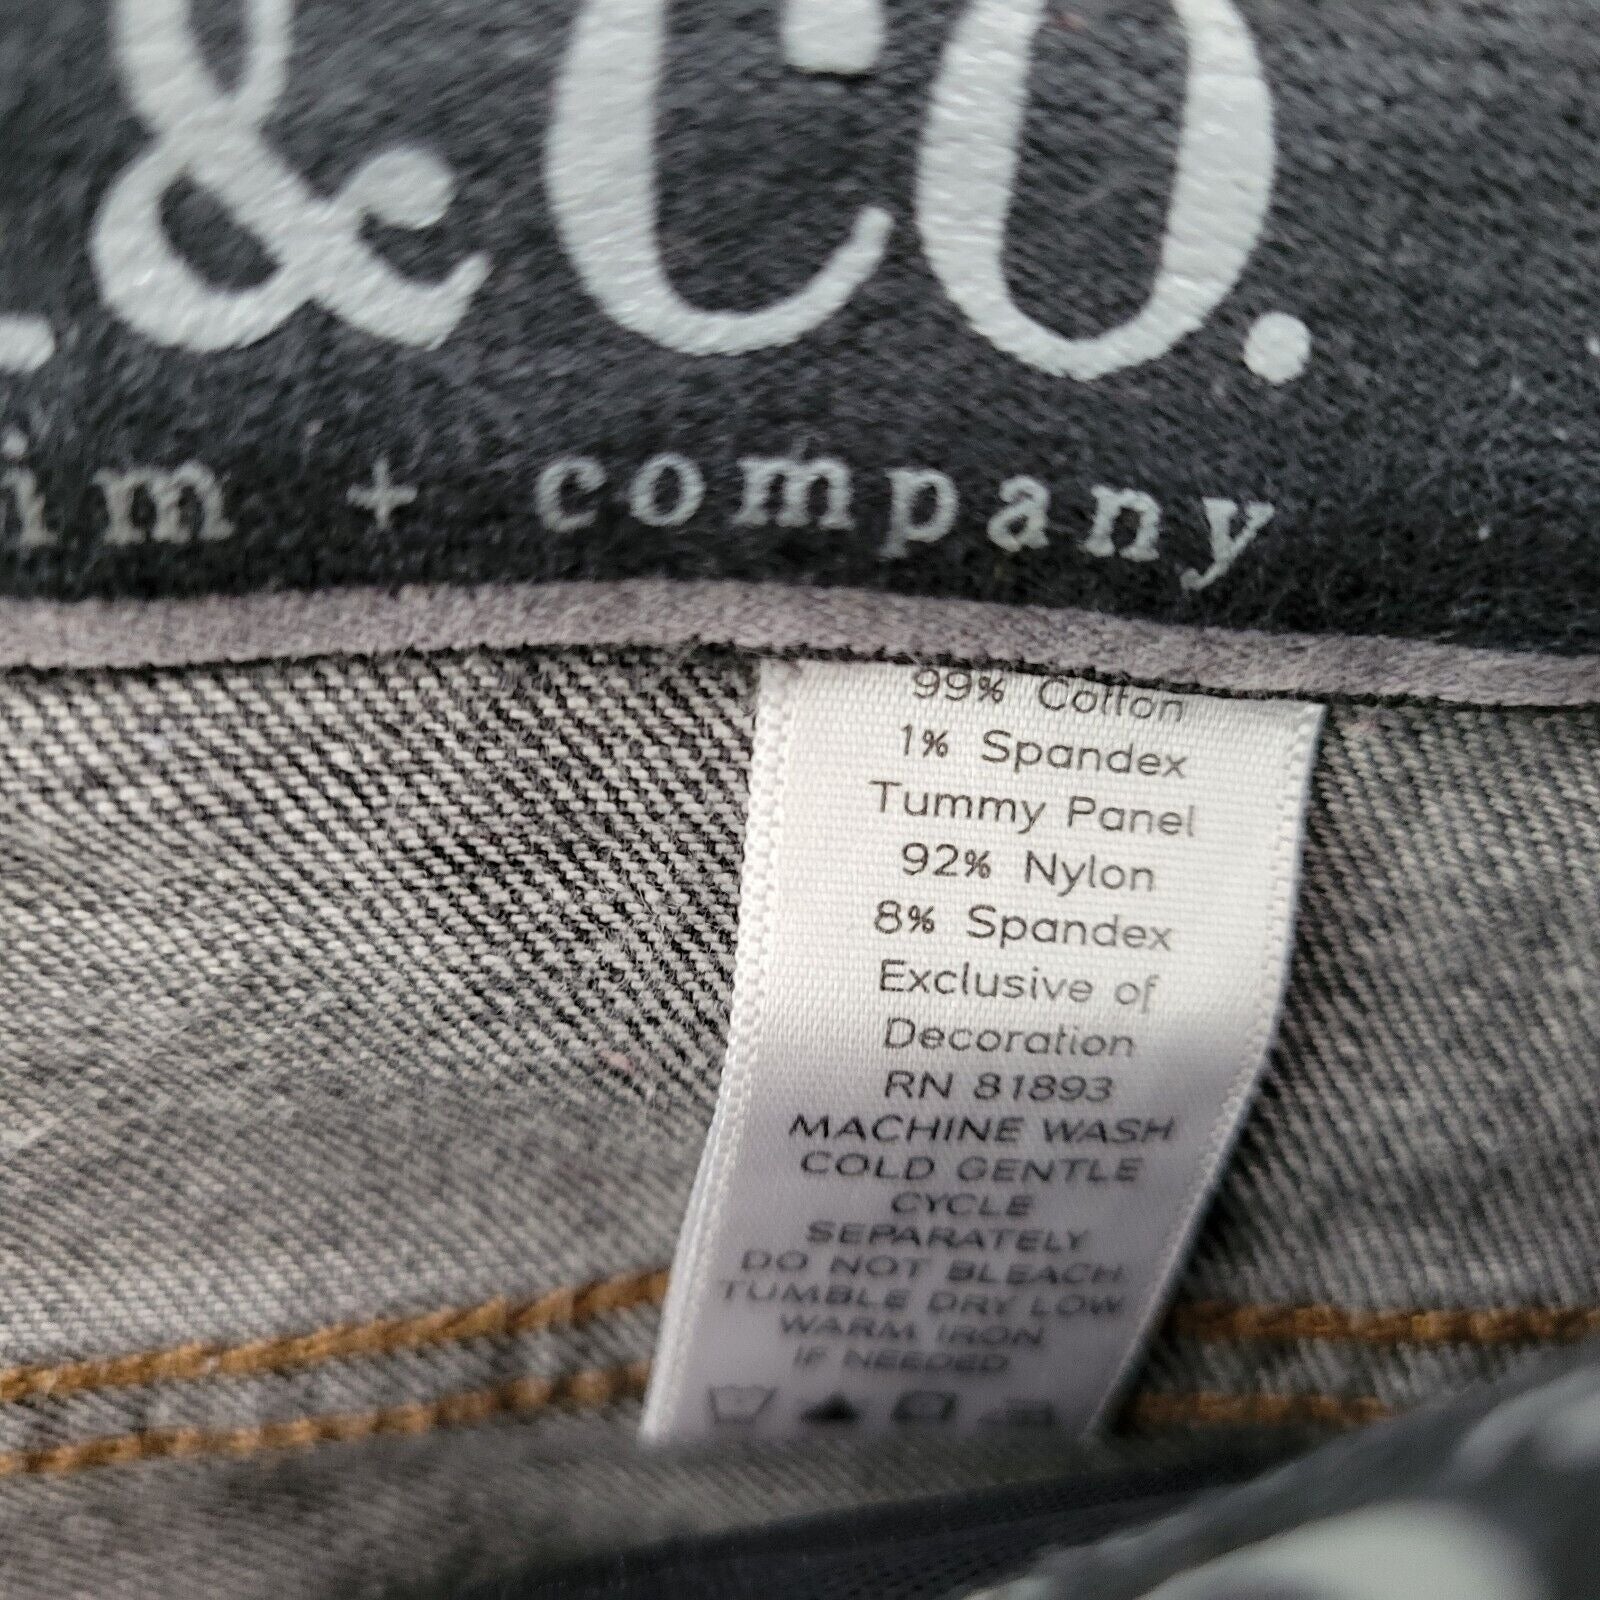 & Co.
+ company
99% Cotton
1% Spandex
Tummy Panel
92% Nylon
8% Spandex
Exclusive of
Decoration
RN 81893
MACHINE WASH
COLD GENTLE
CYCLE
SEPARATELY
DO NOT BLEACH
TUMBLE DRY LOW
WARM IRON
IF NEEDED